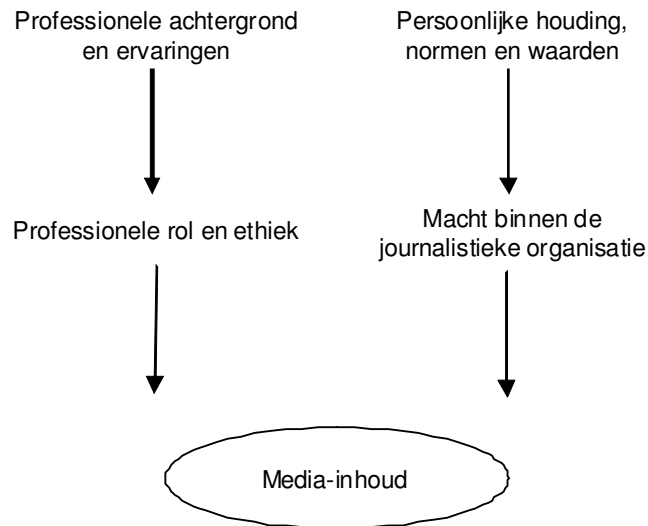 Professionele achtergrond
en ervaringen
Persoonlijke houding,
normen en waarden
Professionele rol en ethiek
Macht binnen de
journalistieke organisatie
Media-inhoud